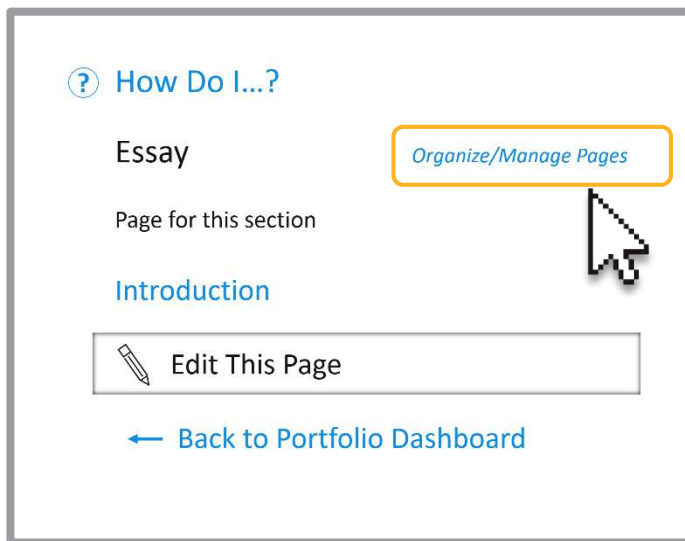 ? How Do I...?
Essay
Organize/Manage Pages
Page for this section
Introduction
Edit This Page
← Back to Portfolio Dashboard